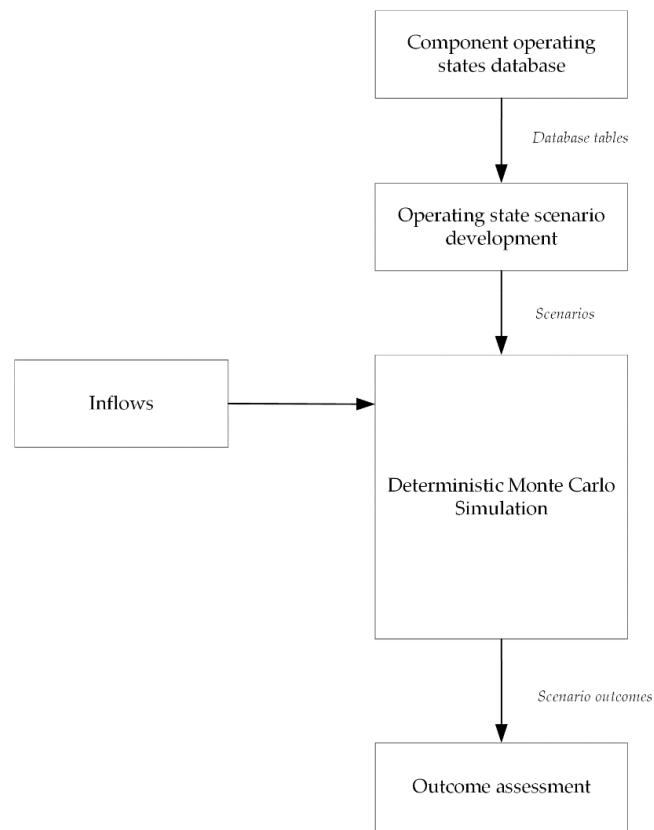 Component operating
states database
Database tables
Operating state scenario
development
Scenarios
Inflows
Deterministic Monte Carlo
Simulation
Scenario outcomes
Outcome assessment